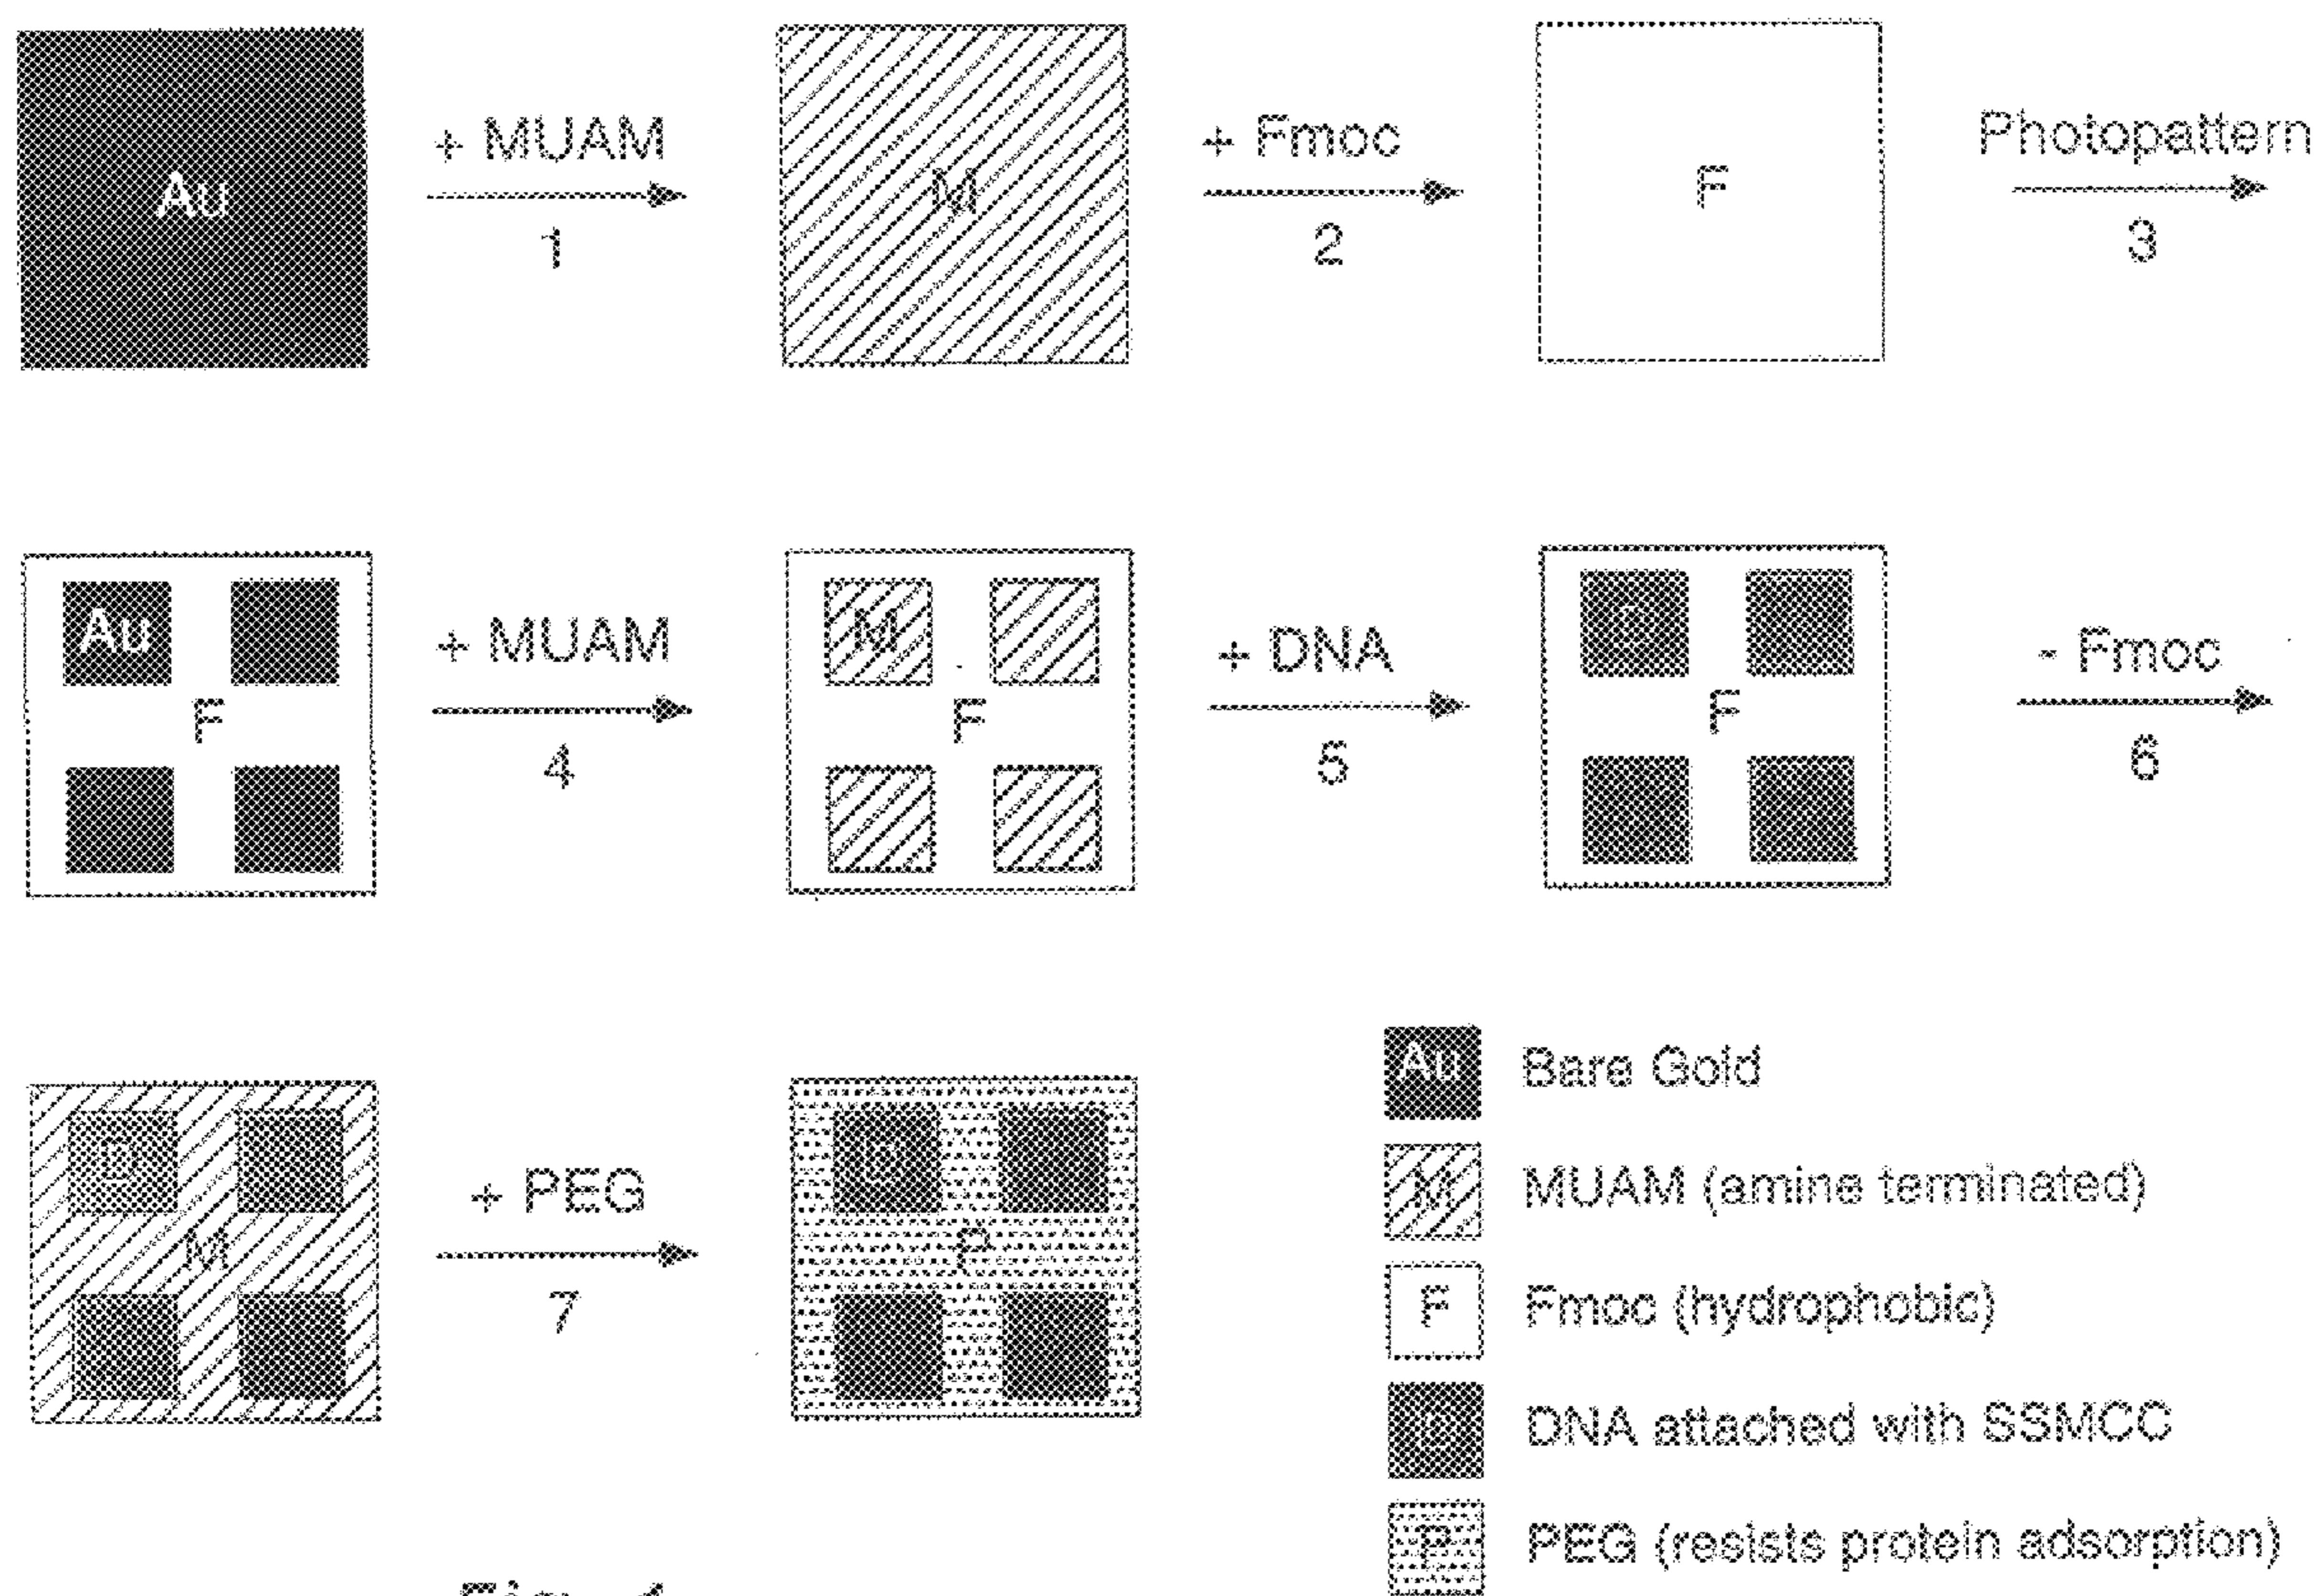 Au
+ MUAM
1
M
+ Fmoc
2
F
Photopattern
3
Au
F
+ MUAM
4
M
F
+ DNA
5
D
F
- Fmoc
6
D
M
+ PEG
7
D
P
Au Bare Gold
M MUAM (amine terminated)
F Fmoc (hydrophobic)
D DNA attached with SSMCC
P PEG (resists protein adsorption)